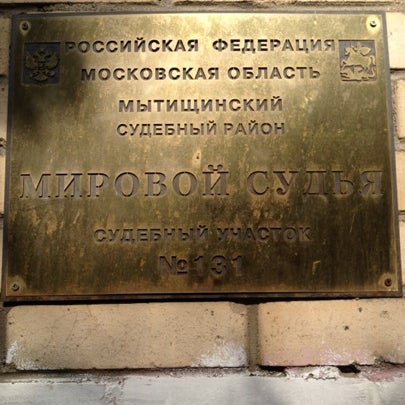 РОССИЙСКАЯ ФЕДЕРАЦИЯ
МОСКОВСКАЯ ОБЛАСТЬ
МЫТИЩИНСКИЙ
СУДЕБНЫЙ РАЙОН
МИРОВОЙ СУДЬЯ
СУДЕБНЫЙ УЧАСТОК
№131